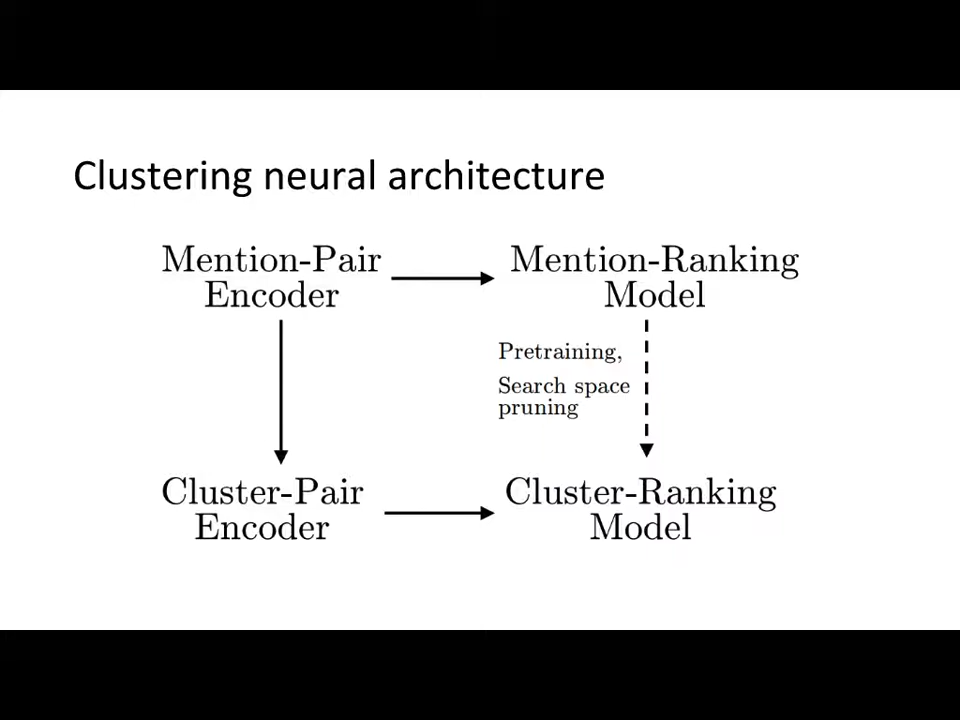 Clustering neural architecture
Mention-Pair
Encoder
Mention-Ranking
Model
Pretraining,
Search space
pruning
Cluster-Pair
Encoder
Cluster-Ranking
Model